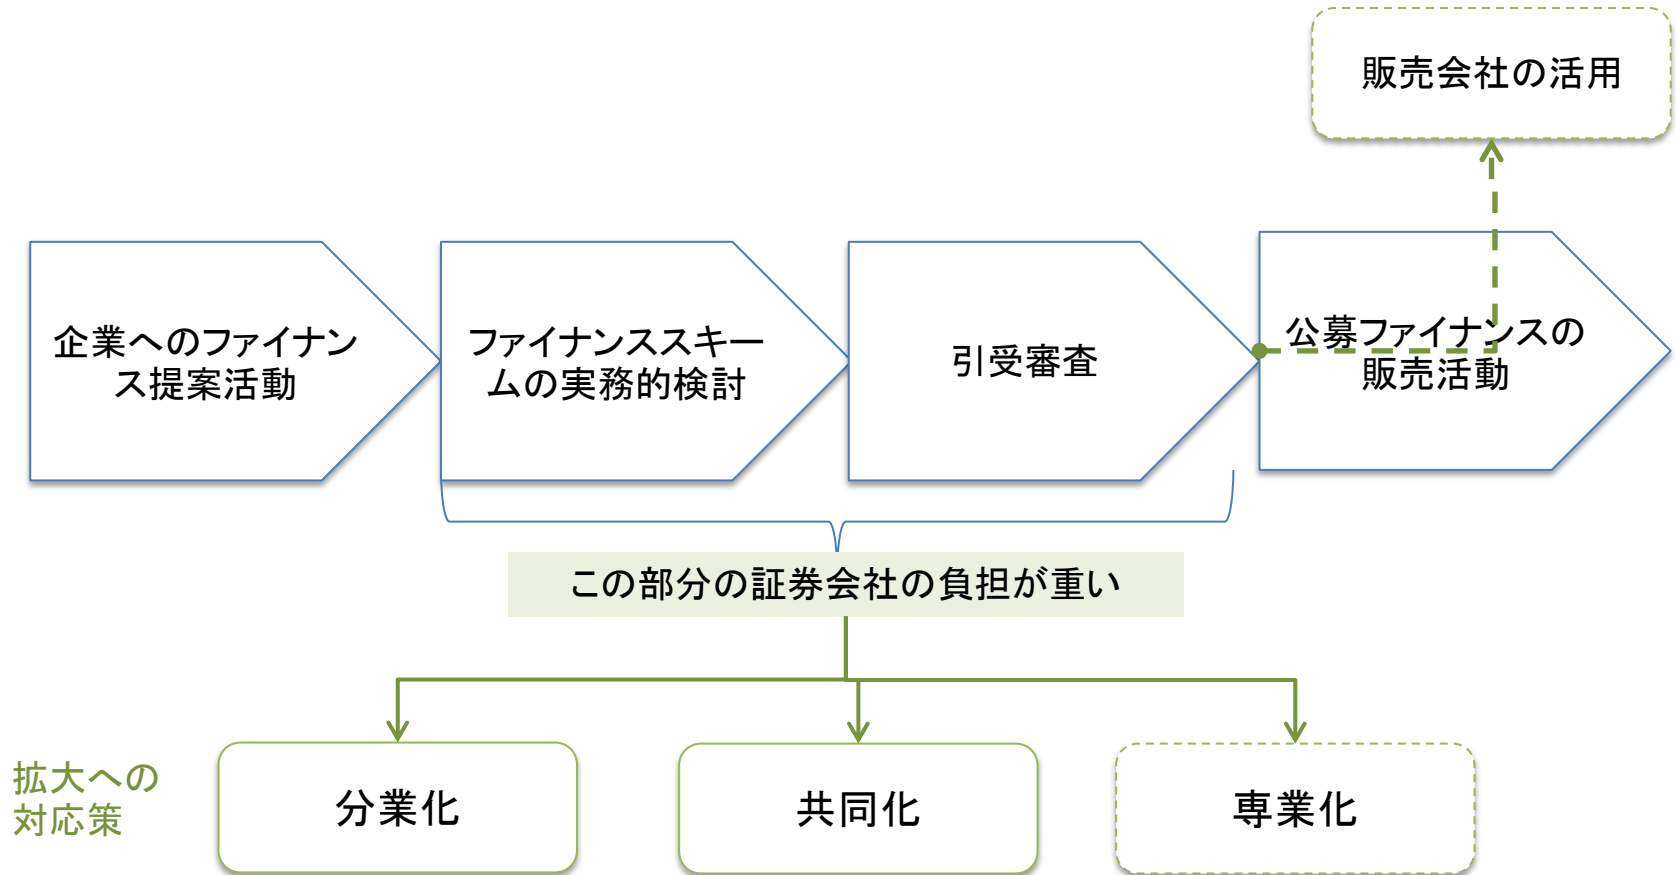 販売会社の活用
企業へのファイナン
ス提案活動
ファイナンススキー
ムの実務的検討
引受審査
公募ファイナンスの
販売活動
この部分の証券会社の負担が重い
拡大への
対応策
分業化
共同化
専業化